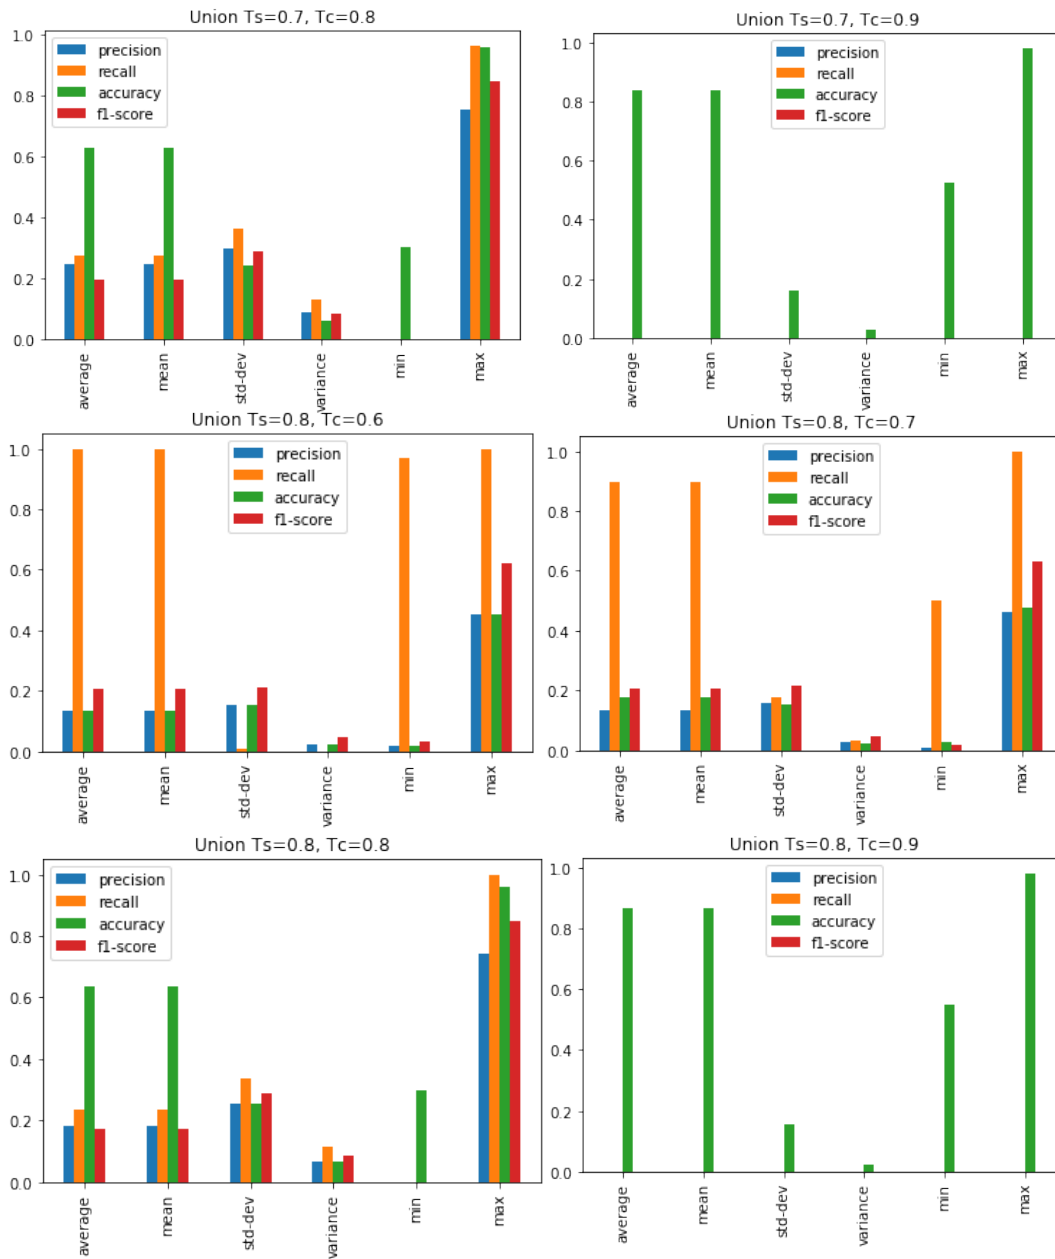 Union Ts=0.7, Tc=0.8
1.0
0.8
0.6
0.4
0.2
0.0
precision
recall
accuracy
f1-score
average
mean
std-dev
variance
min
max
Union Ts=0.7, Tc=0.9
1.0
0.8
0.6
0.4
0.2
0.0
precision
recall
accuracy
f1-score
average
mean
std-dev
variance
min
max
Union Ts=0.8, Tc=0.6
1.0
0.8
0.6
0.4
0.2
0.0
precision
recall
accuracy
f1-score
average
mean
std-dev
variance
min
max
Union Ts=0.8, Tc=0.7
1.0
0.8
0.6
0.4
0.2
0.0
precision
recall
accuracy
f1-score
average
mean
std-dev
variance
min
max
Union Ts=0.8, Tc=0.8
1.0
0.8
0.6
0.4
0.2
0.0
precision
recall
accuracy
f1-score
average
mean
std-dev
variance
min
max
Union Ts=0.8, Tc=0.9
1.0
0.8
0.6
0.4
0.2
0.0
precision
recall
accuracy
f1-score
average
mean
std-dev
variance
min
max